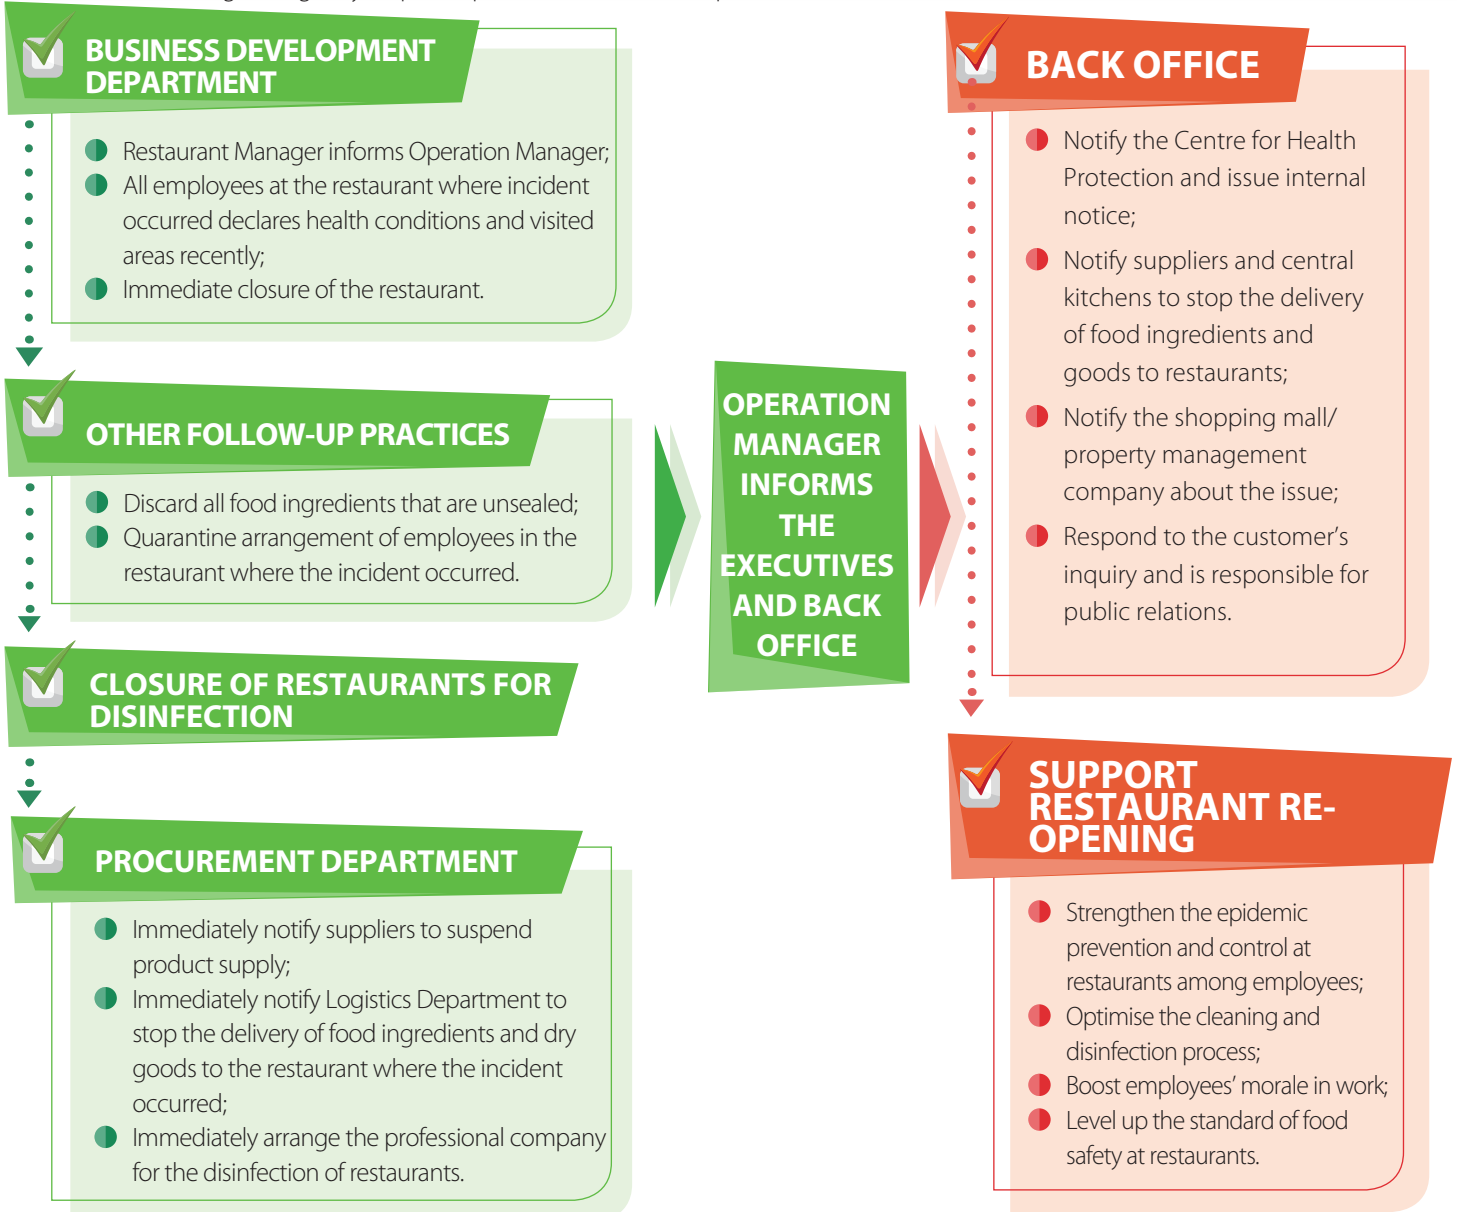 BUSINESS DEVELOPMENT
DEPARTMENT
Restaurant Manager informs Operation Manager;
All employees at the restaurant where incident
occurred declares health conditions and visited
areas recently;
Immediate closure of the restaurant.
OTHER FOLLOW-UP PRACTICES
Discard all food ingredients that are unsealed;
Quarantine arrangement of employees in the
restaurant where the incident occurred.
CLOSURE OF RESTAURANTS FOR
DISINFECTION
PROCUREMENT DEPARTMENT
Immediately notify suppliers to suspend
product supply;
Immediately notify Logistics Department to
stop the delivery of food ingredients and dry
goods to the restaurant where the incident
occurred;
Immediately arrange the professional company
for the disinfection of restaurants.
OPERATION
MANAGER
INFORMS
THE
EXECUTIVES
AND BACK
OFFICE
BACK OFFICE
Notify the Centre for Health
Protection and issue internal
notice;
Notify suppliers and central
kitchens to stop the delivery
of food ingredients and
goods to restaurants;
Notify the shopping mall/
property management
company about the issue;
Respond to the customer's
inquiry and is responsible for
public relations.
SUPPORT
RESTAURANT RE-
OPENING
Strengthen the epidemic
prevention and control at
restaurants among employees;
Optimise the cleaning and
disinfection process;
Boost employees' morale in work;
Level up the standard of food
safety at restaurants.